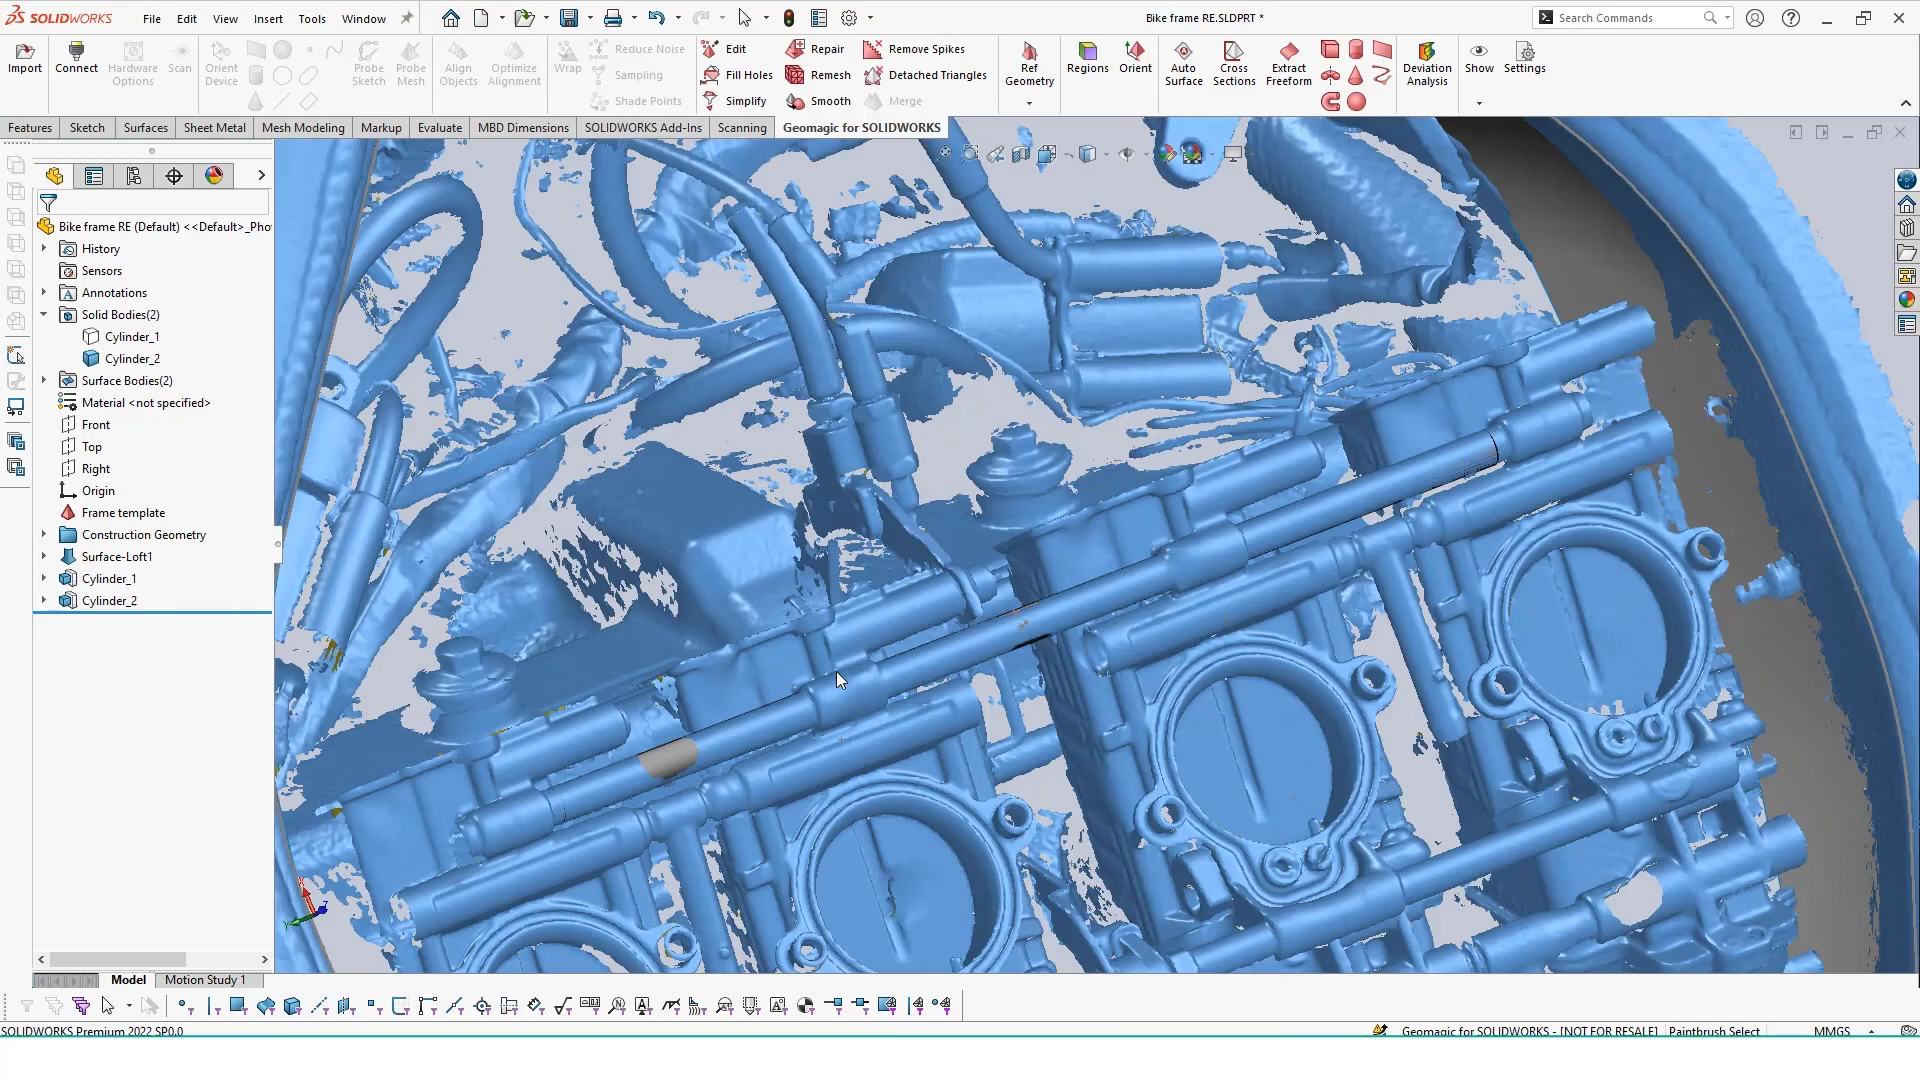 SOLIDWORKS File Edit View Insert Tools Window Bike frame RE.SLDPRT * Search Commands
Import Connect Hardware Options Scan Orient Device Probe Sketch Probe Mesh Align Objects Optimize Alignment Wrap Reduce Noise Sampling Shade Points Edit Fill Holes Simplify Repair Remesh Smooth Remove Spikes Detached Triangles Merge Ref Geometry Regions Orient Auto Surface Cross Sections Extract Freeform Deviation Analysis Show Settings
Features Sketch Surfaces Sheet Metal Mesh Modeling Markup Evaluate MBD Dimensions SOLIDWORKS Add-Ins Scanning Geomagic for SOLIDWORKS
Bike frame RE (Default) <<Default>_Pho
History
Sensors
Annotations
Solid Bodies(2)
Cylinder_1
Cylinder_2
Surface Bodies(2)
Material <not specified>
Front
Top
Right
Origin
Frame template
Construction Geometry
Surface-Loft1
Cylinder_1
Cylinder_2
Model Motion Study 1
SOLIDWORKS Premium 2022 SP0.0 Geomagic for SOLIDWORKS - [NOT FOR RESALE] Paintbrush Select MMGS